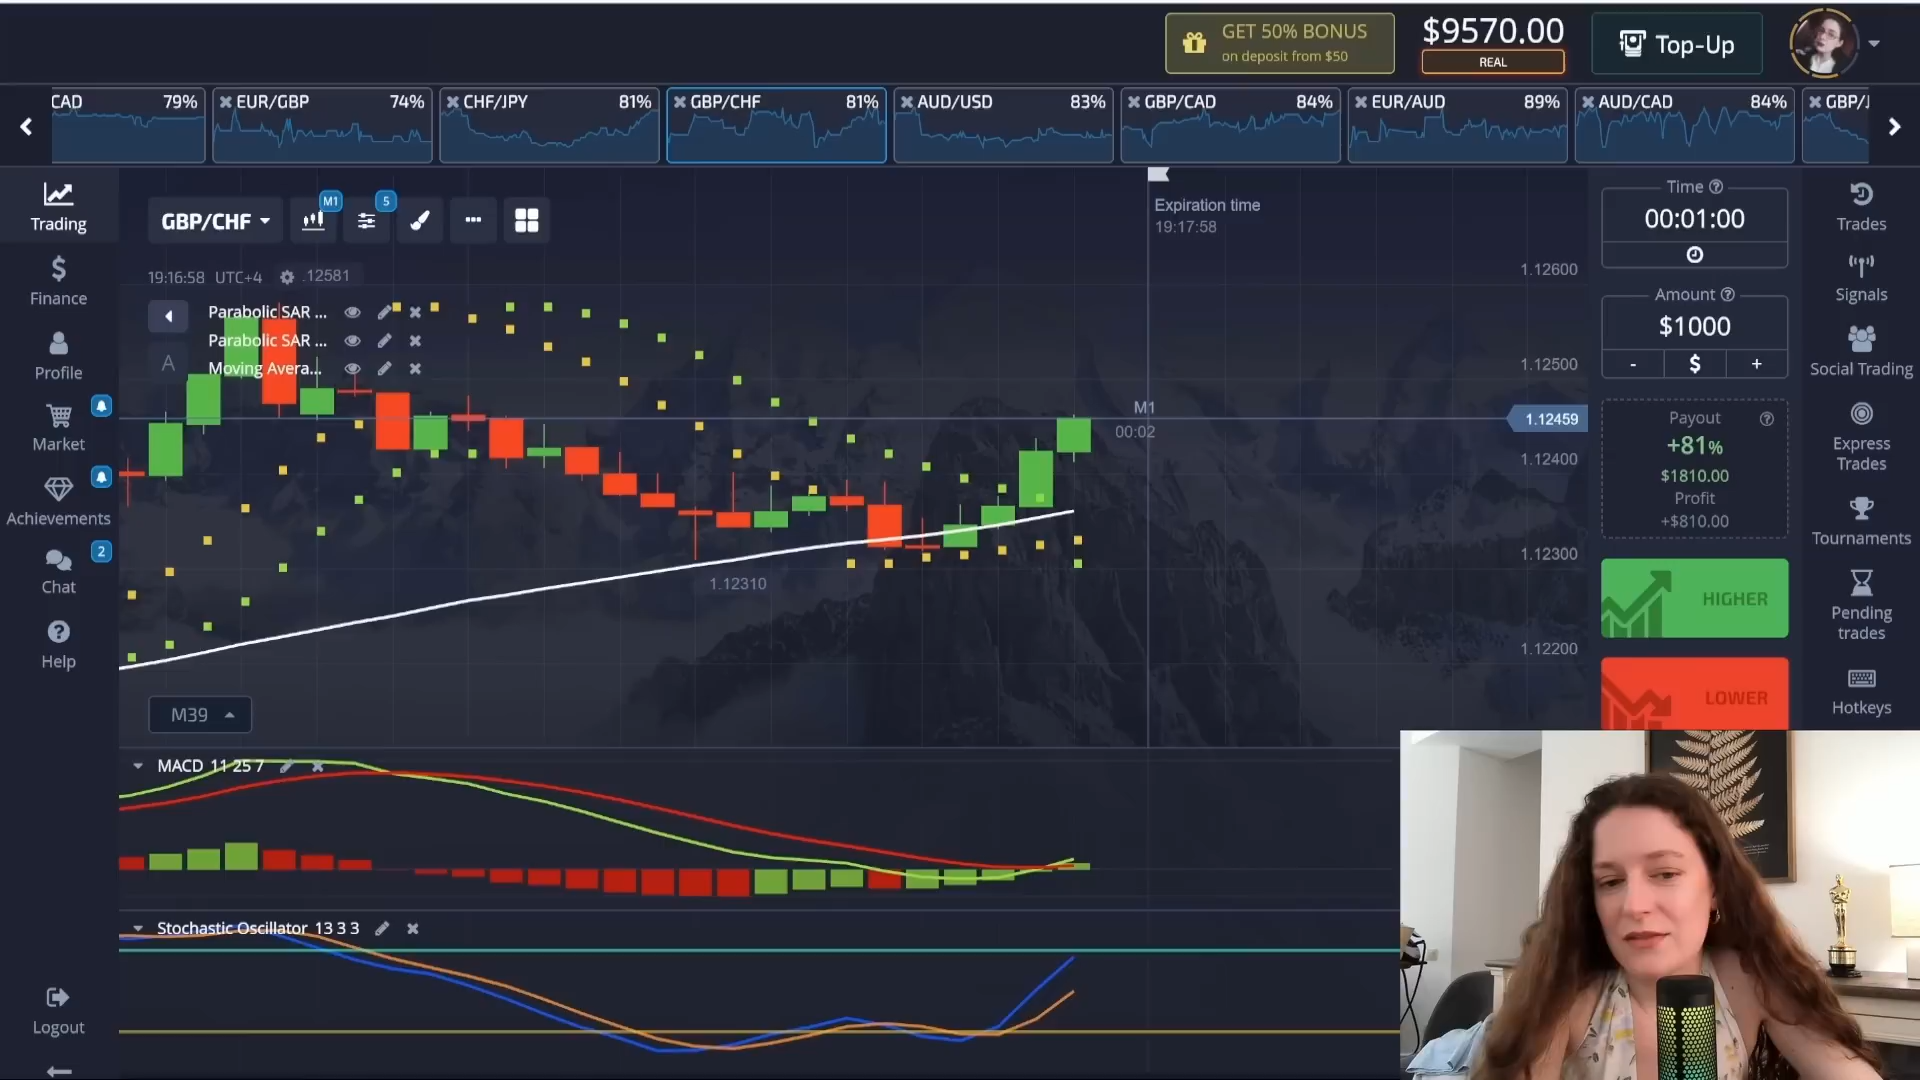 GET 50% BONUS
on deposit from $50
$9570.00
REAL
Top-Up
CAD 79%
EUR/GBP 74%
CHF/JPY 81%
GBP/CHF 81%
AUD/USD 83%
GBP/CAD 84%
EUR/AUD 89%
AUD/CAD 84%
GBP/J
Trading
Finance
Profile
Market
Achievements
2
Chat
Help
Logout
GBP/CHF
M1
5
19:16:58 UTC+4
.12581
Parabolic SAR ...
Parabolic SAR ...
A
Moving Avera...
Expiration time
19:17:58
M1
00:02
1.12310
1.12600
1.12500
1.12459
1.12400
1.12300
1.12200
M39
MACD 11 25 7
Stochastic Oscillator 13 3 3
Time
00:01:00
Amount
$1000
- $ +
Payout
+81%
$1810.00
Profit
+$810.00
HIGHER
LOWER
Trades
Signals
Social Trading
Express
Trades
Tournaments
Pending
trades
Hotkeys